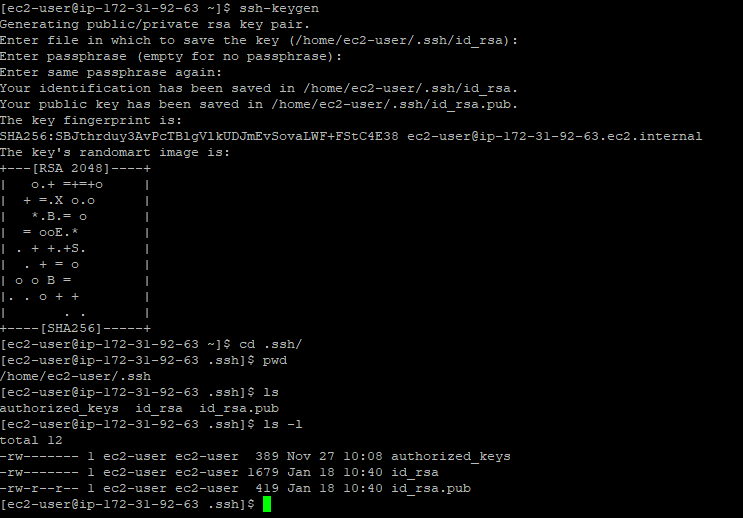 [ec2-user@ip-172-31-92-63 ~]$ ssh-keygen
Generating public/private rsa key pair.
Enter file in which to save the key (/home/ec2-user/.ssh/id_rsa):
Enter passphrase (empty for no passphrase):
Enter same passphrase again:
Your identification has been saved in /home/ec2-user/.ssh/id_rsa.
Your public key has been saved in /home/ec2-user/.ssh/id_rsa.pub.
The key fingerprint is:
SHA256:SBJthrduy3AvPcTBlgVlkUDJmEvSovaLWF+FStC4E38 ec2-user@ip-172-31-92-63.ec2.internal
The key's randomart image is:
+---[RSA 2048]----+
|   o.+ =+=+o     |
|  + =.X o.o      |
|   *.B.= o       |
|  = ooE.*        |
| . + +.+S.       |
|  . + = o        |
| o o B =         |
|. . o + +        |
|       . .       |
+----[SHA256]-----+
[ec2-user@ip-172-31-92-63 ~]$ cd .ssh/
[ec2-user@ip-172-31-92-63 .ssh]$ pwd
/home/ec2-user/.ssh
[ec2-user@ip-172-31-92-63 .ssh]$ ls
authorized_keys  id_rsa  id_rsa.pub
[ec2-user@ip-172-31-92-63 .ssh]$ ls -l
total 12
-rw------- 1 ec2-user ec2-user  389 Nov 27 10:08 authorized_keys
-rw------- 1 ec2-user ec2-user 1679 Jan 18 10:40 id_rsa
-rw-r--r-- 1 ec2-user ec2-user  419 Jan 18 10:40 id_rsa.pub
[ec2-user@ip-172-31-92-63 .ssh]$